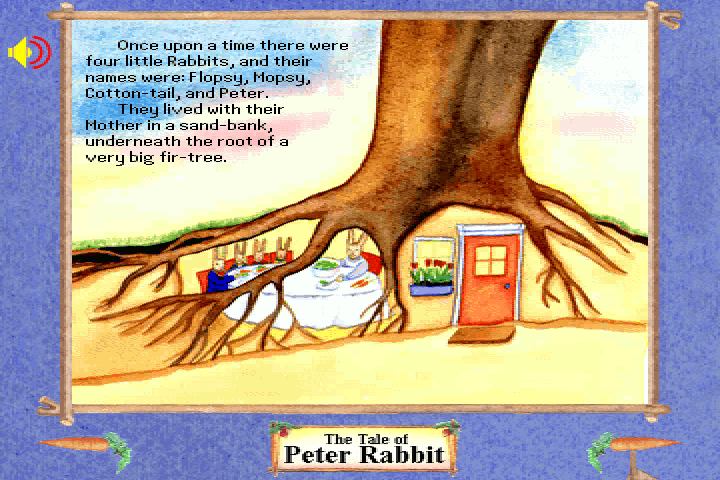 Once upon a time there were
four little Rabbits, and their
names were: Flopsy, Mopsy,
Cotton-tail, and Peter.
They lived with their
Mother in a sand-bank,
underneath the root of a
very big fir-tree.
The Tale of
Peter Rabbit